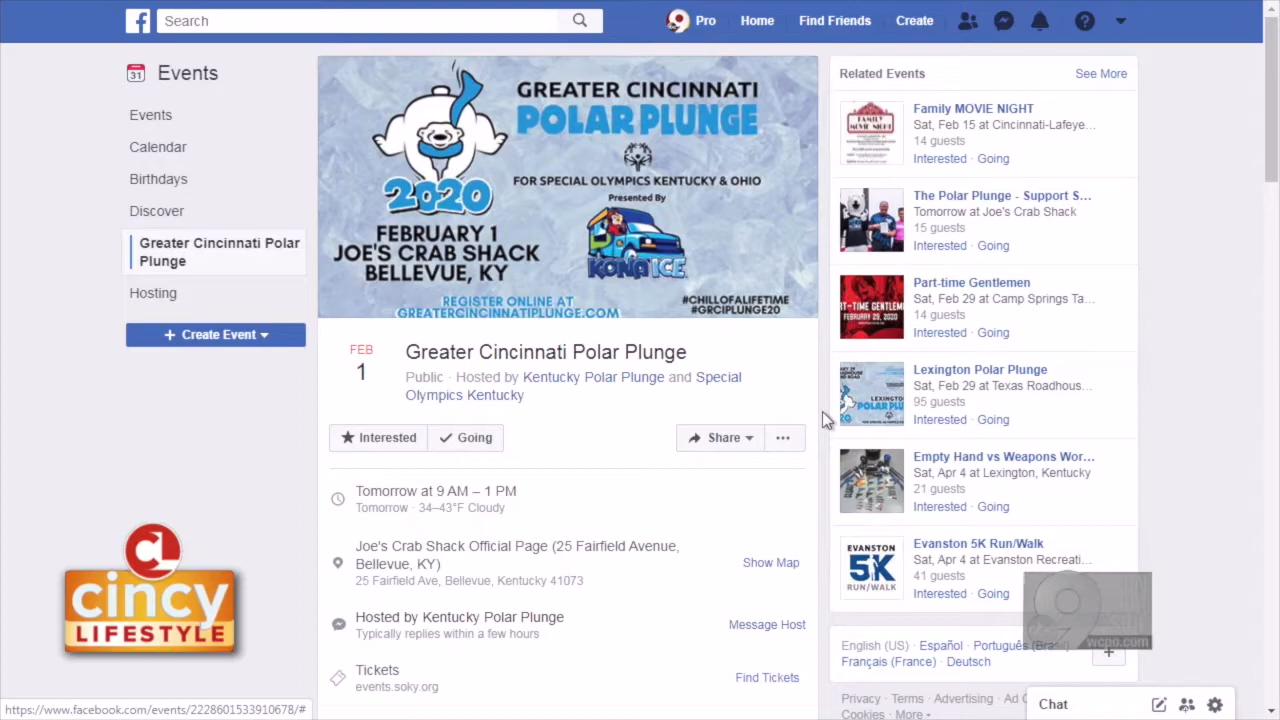 Search
Pro
Home
Find Friends
Create
31
Events
Events
Calendar
Birthdays
Discover
Greater Cincinnati Polar
Plunge
Hosting
+ Create Event
GREATER CINCINNATI
POLAR PLUNGE
2020
FOR SPECIAL OLYMPICS KENTUCKY & OHIO
Presented By
KONA ICE
FEBRUARY 1
JOE'S CRAB SHACK
BELLEVUE, KY
REGISTER ONLINE AT
GREATERCINCINNATIPLUNGE.COM
#CHILLOFALIFETIME
#GRCIPLUNGE20
FEB
1
Greater Cincinnati Polar Plunge
Public · Hosted by Kentucky Polar Plunge and Special
Olympics Kentucky
Interested
Going
Share
Tomorrow at 9 AM – 1 PM
Tomorrow · 34–43°F Cloudy
Joe's Crab Shack Official Page (25 Fairfield Avenue,
Bellevue, KY)
25 Fairfield Ave, Bellevue, Kentucky 41073
Show Map
Hosted by Kentucky Polar Plunge
Typically replies within a few hours
Message Host
Tickets
events.soky.org
Find Tickets
Related Events
See More
Family MOVIE NIGHT
Sat, Feb 15 at Cincinnati-Lafeye...
14 guests
Interested · Going
The Polar Plunge - Support S...
Tomorrow at Joe's Crab Shack
15 guests
Interested · Going
Part-time Gentlemen
Sat, Feb 29 at Camp Springs Ta...
14 guests
Interested · Going
Lexington Polar Plunge
Sat, Feb 29 at Texas Roadhous...
95 guests
Interested · Going
Empty Hand vs Weapons Wor...
Sat, Apr 4 at Lexington, Kentucky
21 guests
Interested · Going
EVANSTON
5K
RUN/WALK
Evanston 5K Run/Walk
Sat, Apr 4 at Evanston Recreati...
41 guests
Interested · Going
English (US) · Español · Português (Brasil)
Français (France) · Deutsch
Privacy · Terms · Advertising · Ad C
Cookies · More
Chat
cincy
LIFESTYLE
9
wcpo.com
https://www.facebook.com/events/2228601533910678/#